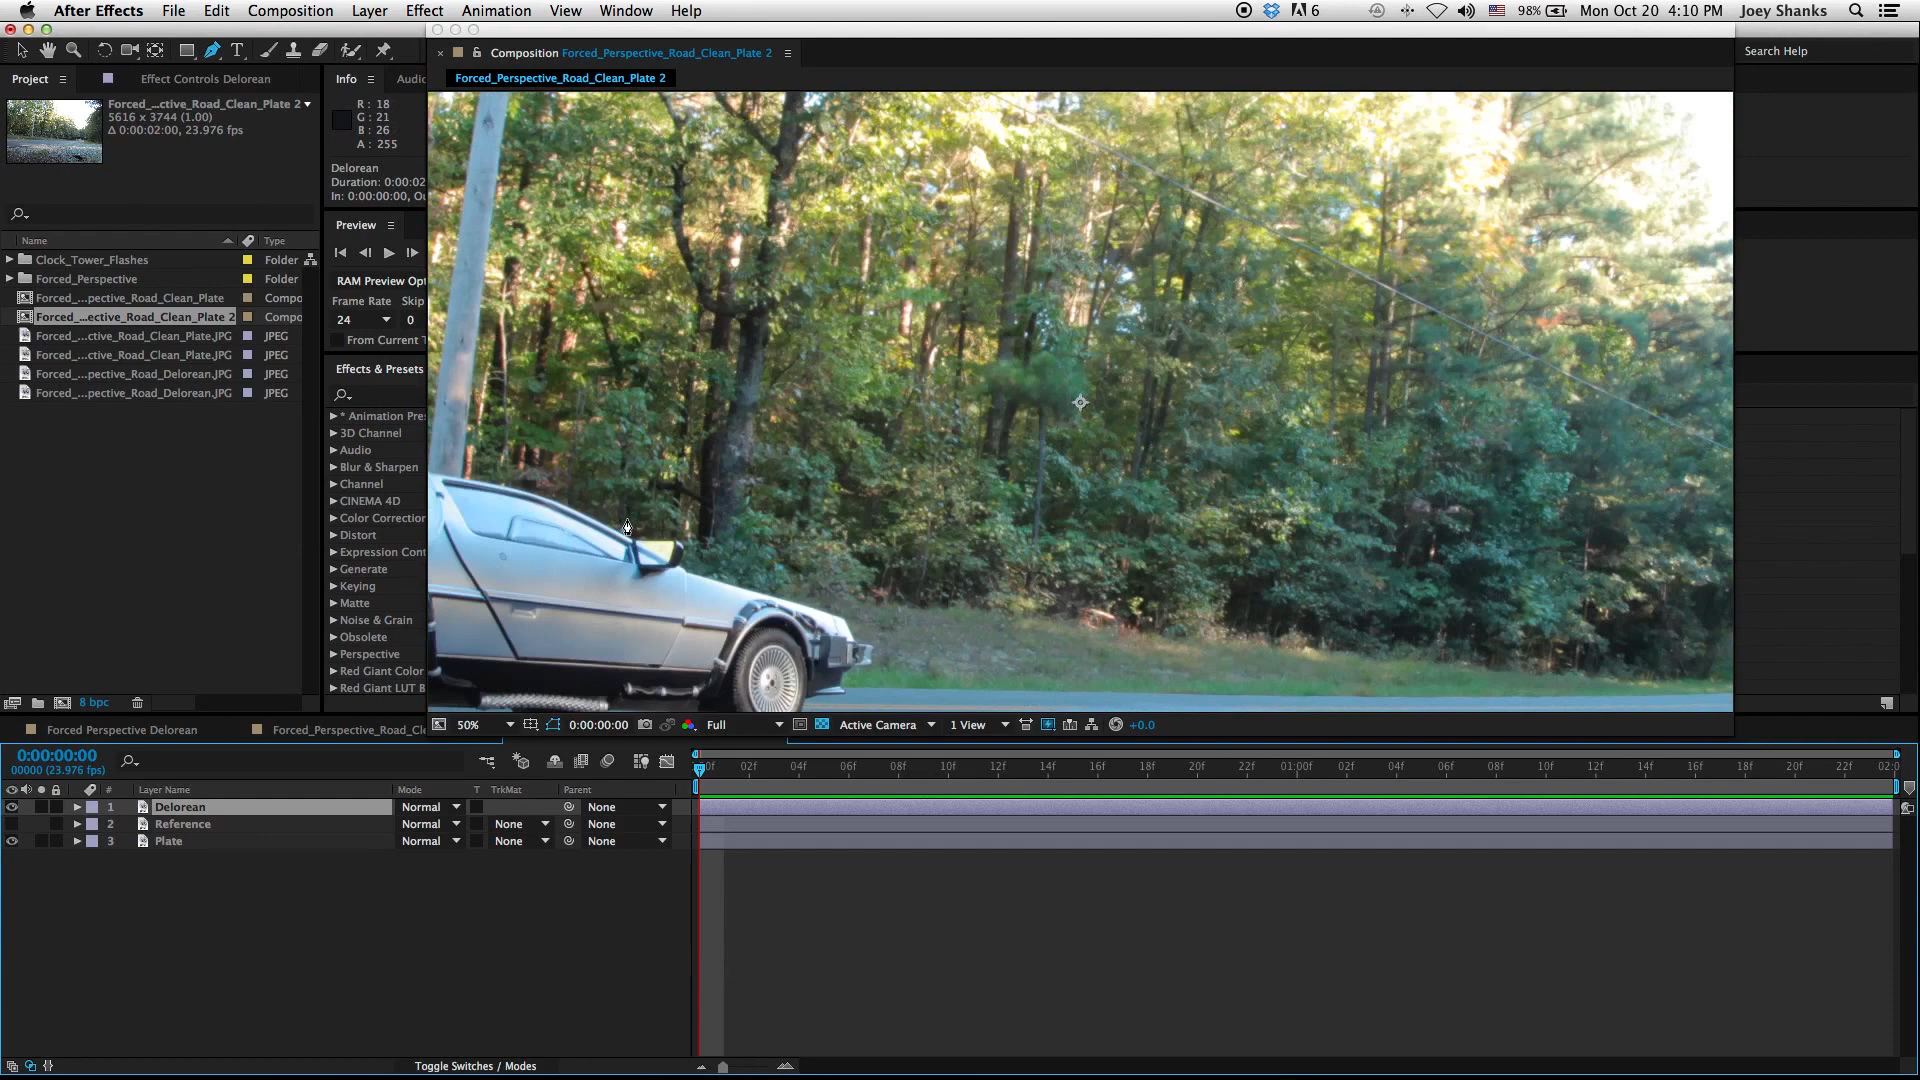 After Effects File Edit Composition Layer Effect Animation View Window Help
6 98% Mon Oct 20 4:10 PM Joey Shanks
T
Search Help
Project Effect Controls Delorean
Info Audio
× Composition Forced_Perspective_Road_Clean_Plate 2
Forced_Perspective_Road_Clean_Plate 2
Forced_...ctive_Road_Clean_Plate 2
5616 x 3744 (1.00)
Δ 0:00:02:00, 23.976 fps
R : 18
G : 21
B : 26
A : 255
Delorean
Duration: 0:00:02
In: 0:00:00:00, Ou
Preview
RAM Preview Opt
Frame Rate Skip
24 0
From Current T
Name Type
Clock_Tower_Flashes Folder
Forced_Perspective Folder
Forced_...pective_Road_Clean_Plate Compo
Forced_...ective_Road_Clean_Plate 2 Compo
Forced_...ctive_Road_Clean_Plate.JPG JPEG
Forced_...ctive_Road_Clean_Plate.JPG JPEG
Forced_...pective_Road_Delorean.JPG JPEG
Forced_...pective_Road_Delorean.JPG JPEG
Effects & Presets
* Animation Pres
3D Channel
Audio
Blur & Sharpen
Channel
CINEMA 4D
Color Correction
Distort
Expression Cont
Generate
Keying
Matte
Noise & Grain
Obsolete
Perspective
Red Giant Color
Red Giant LUT B
8 bpc
50% 0:00:00:00 Full Active Camera 1 View +0.0
Forced Perspective Delorean Forced_Perspective_Road_Cle
0:00:00:00
00000 (23.976 fps)
:00f 02f 04f 06f 08f 10f 12f 14f 16f 18f 20f 22f 01:00f 02f 04f 06f 08f 10f 12f 14f 16f 18f 20f 22f 02:0
# Layer Name Mode T TrkMat Parent
1 Delorean Normal None
2 Reference Normal None None
3 Plate Normal None None
Toggle Switches / Modes